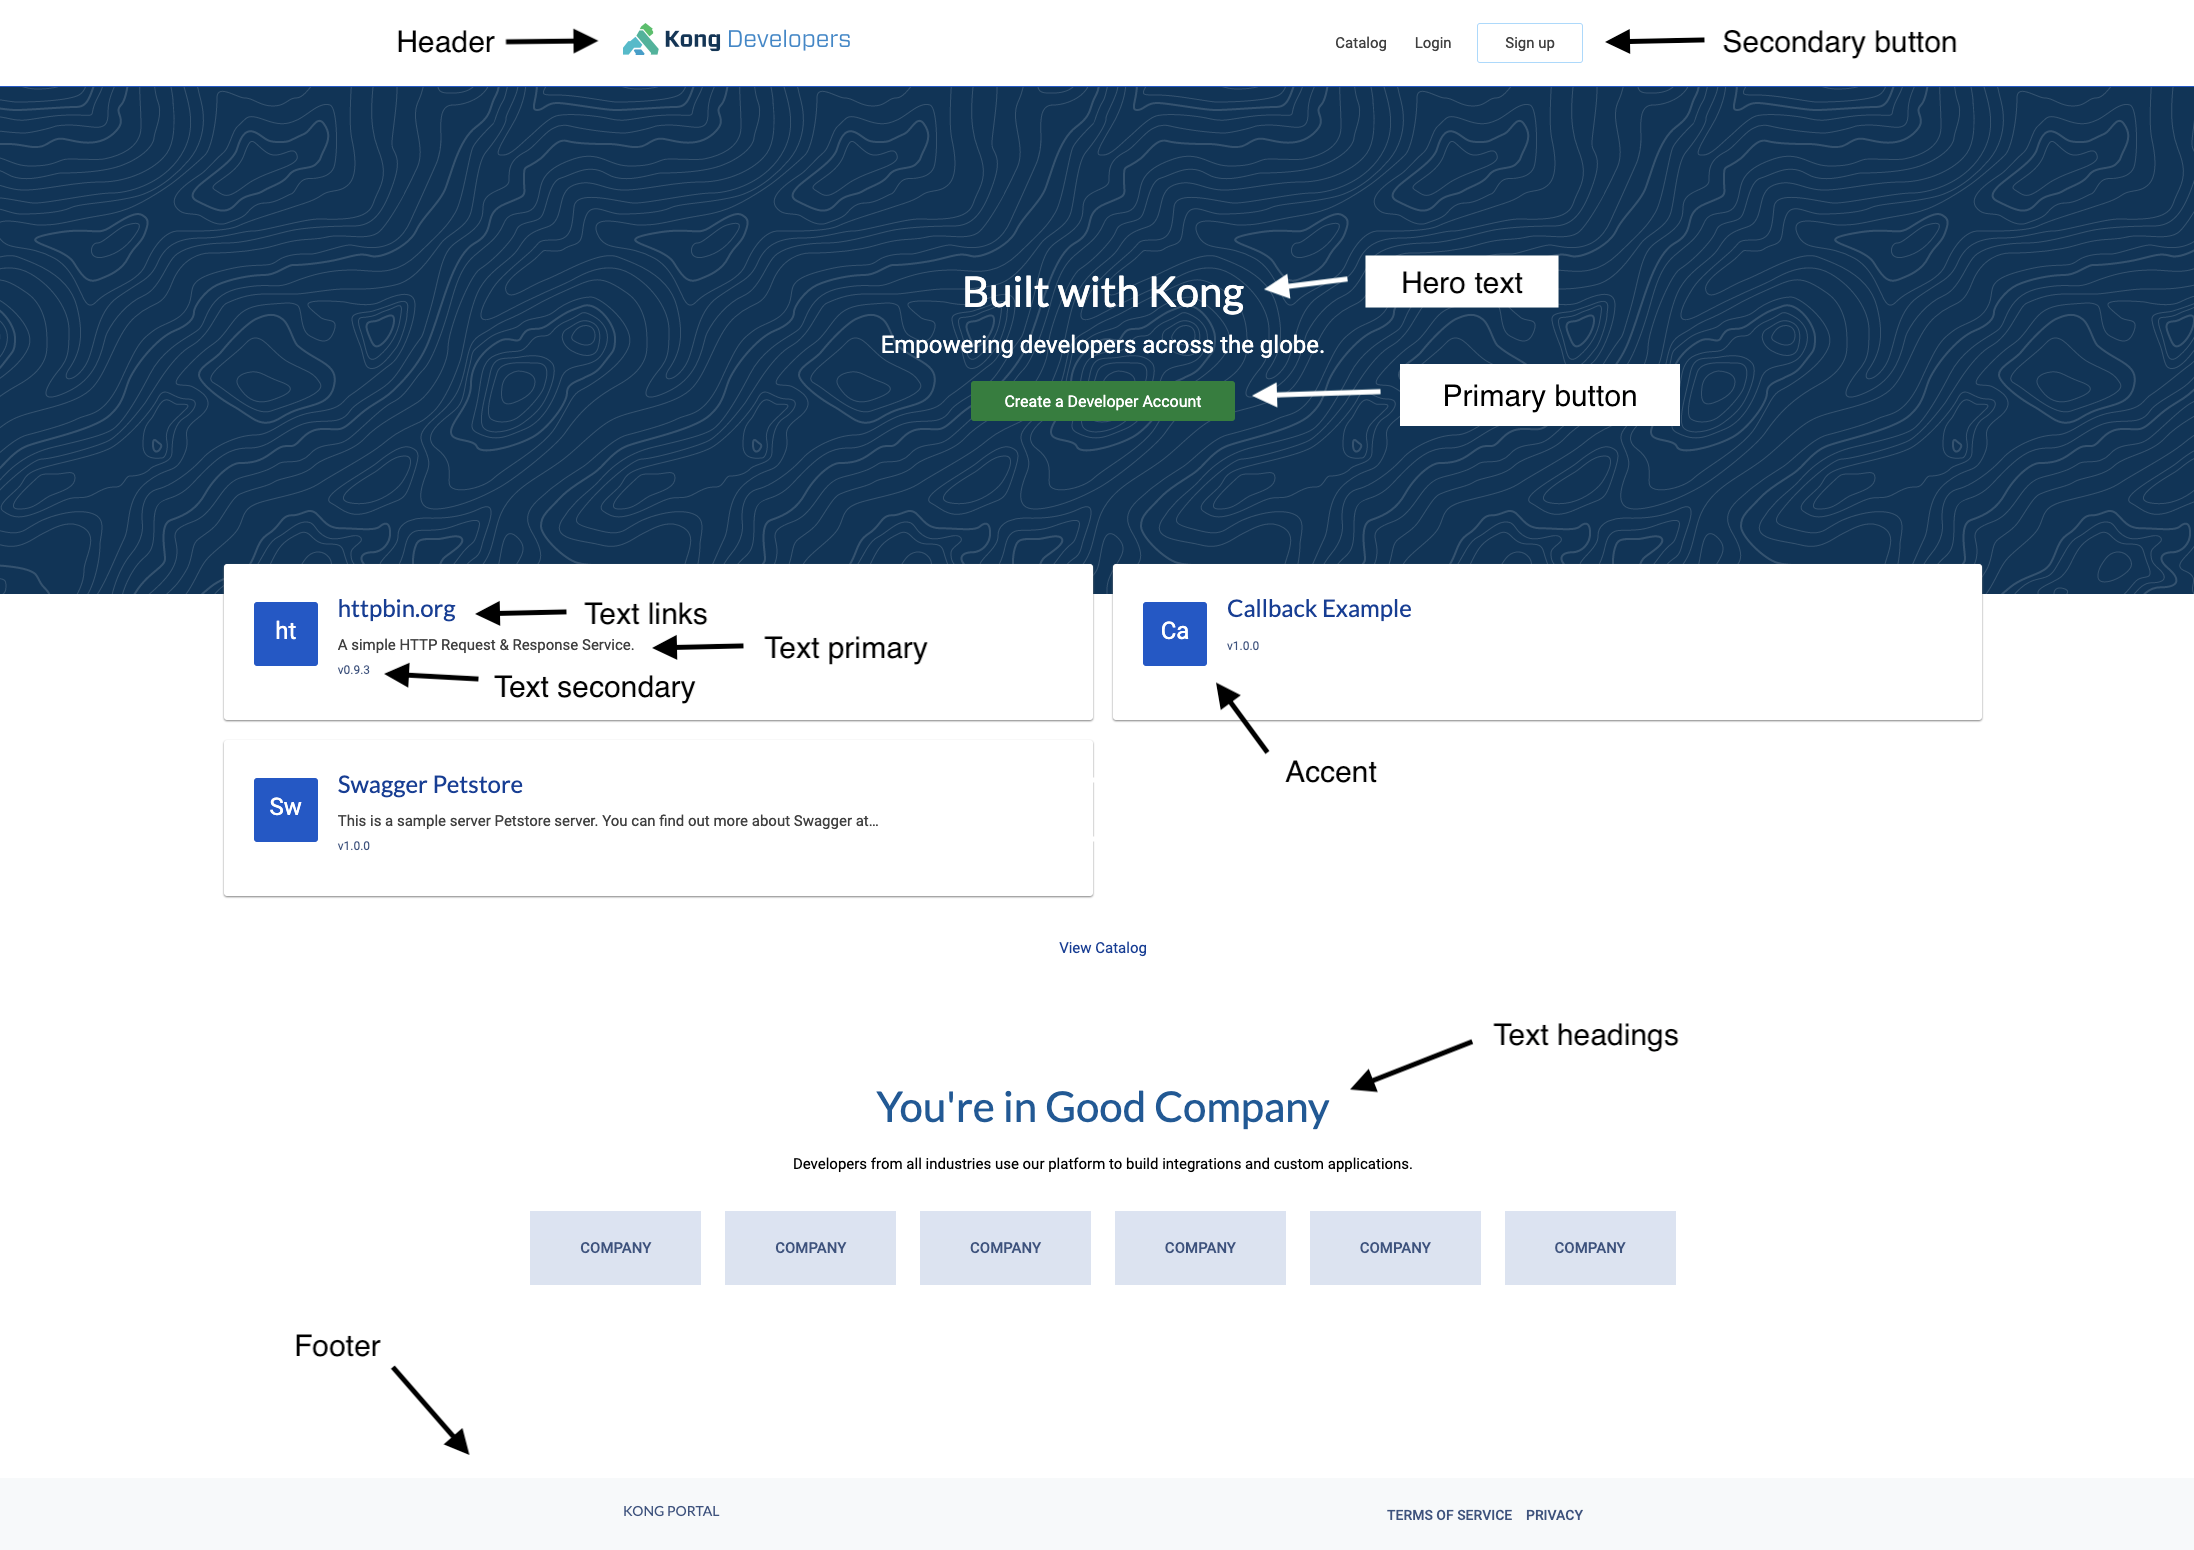 Header
Kong Developers
Catalog
Login
Sign up
Secondary button
Built with Kong
Hero text
Empowering developers across the globe.
Create a Developer Account
Primary button
ht
httpbin.org
Text links
A simple HTTP Request & Response Service.
Text primary
v0.9.3
Text secondary
Ca
Callback Example
v1.0.0
Accent
Sw
Swagger Petstore
This is a sample server Petstore server. You can find out more about Swagger at...
v1.0.0
View Catalog
Text headings
You're in Good Company
Developers from all industries use our platform to build integrations and custom applications.
COMPANY
COMPANY
COMPANY
COMPANY
COMPANY
COMPANY
Footer
KONG PORTAL
TERMS OF SERVICE
PRIVACY